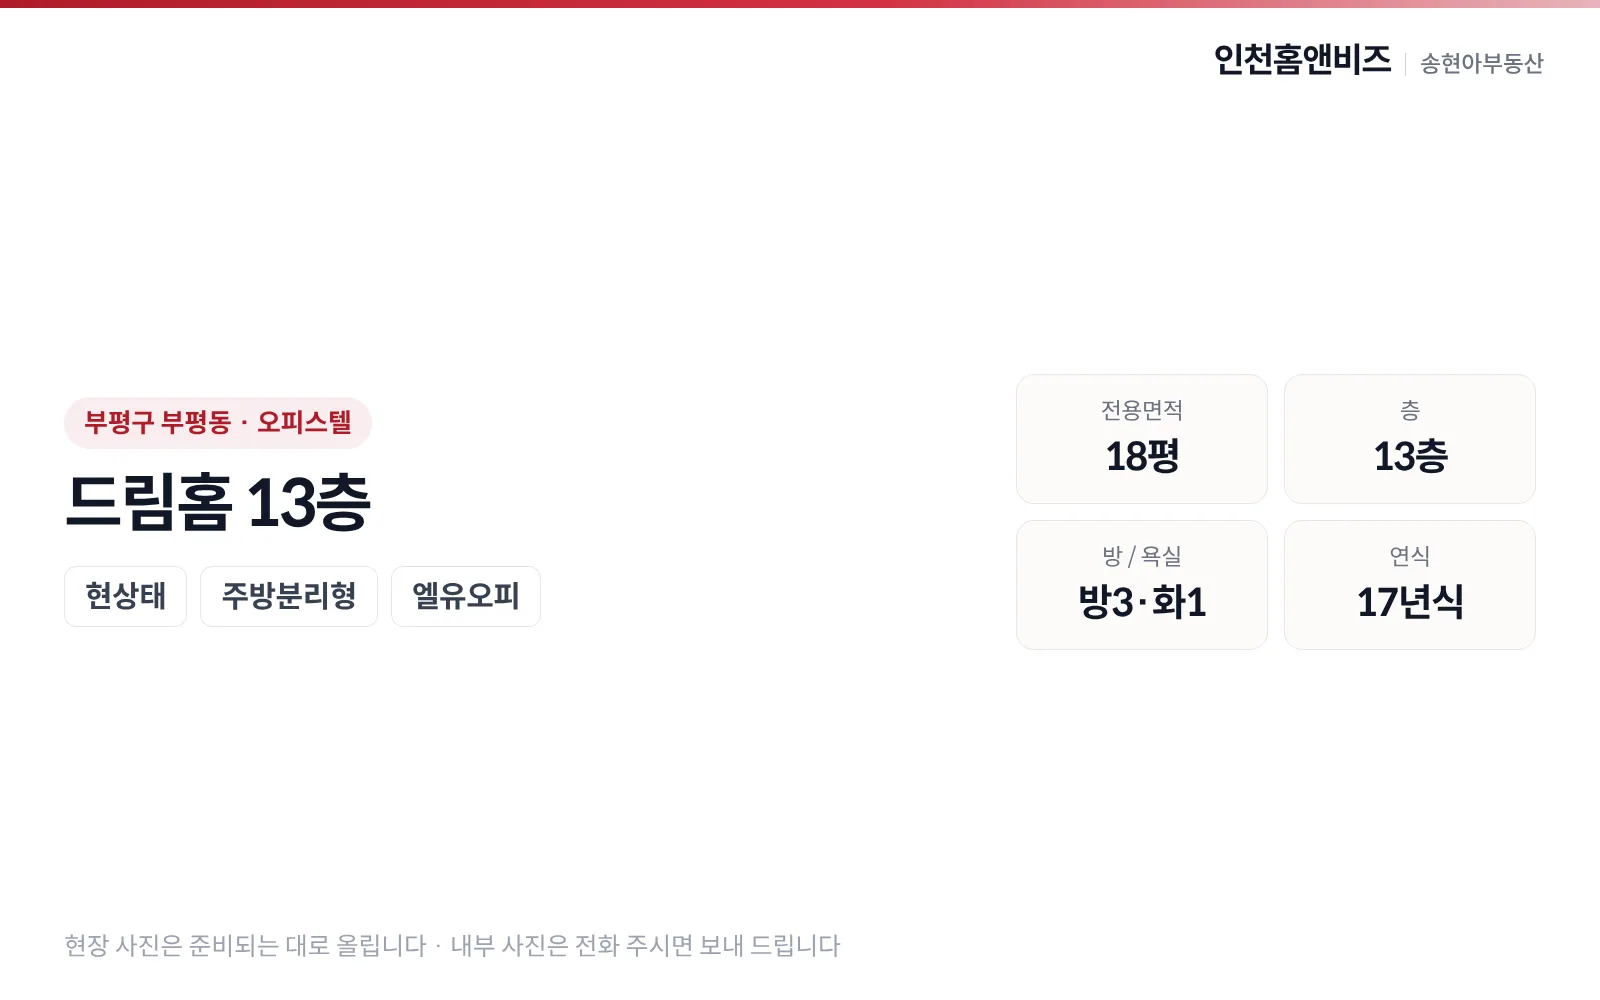 인천홈앤비즈 송현아부동산
부평구 부평동 · 오피스텔
드림홈 13층
현상태 주방분리형 엘유오피
전용면적
18평
층
13층
방 / 욕실
방3·화1
연식
17년식
현장 사진은 준비되는 대로 올립니다 · 내부 사진은 전화 주시면 보내 드립니다